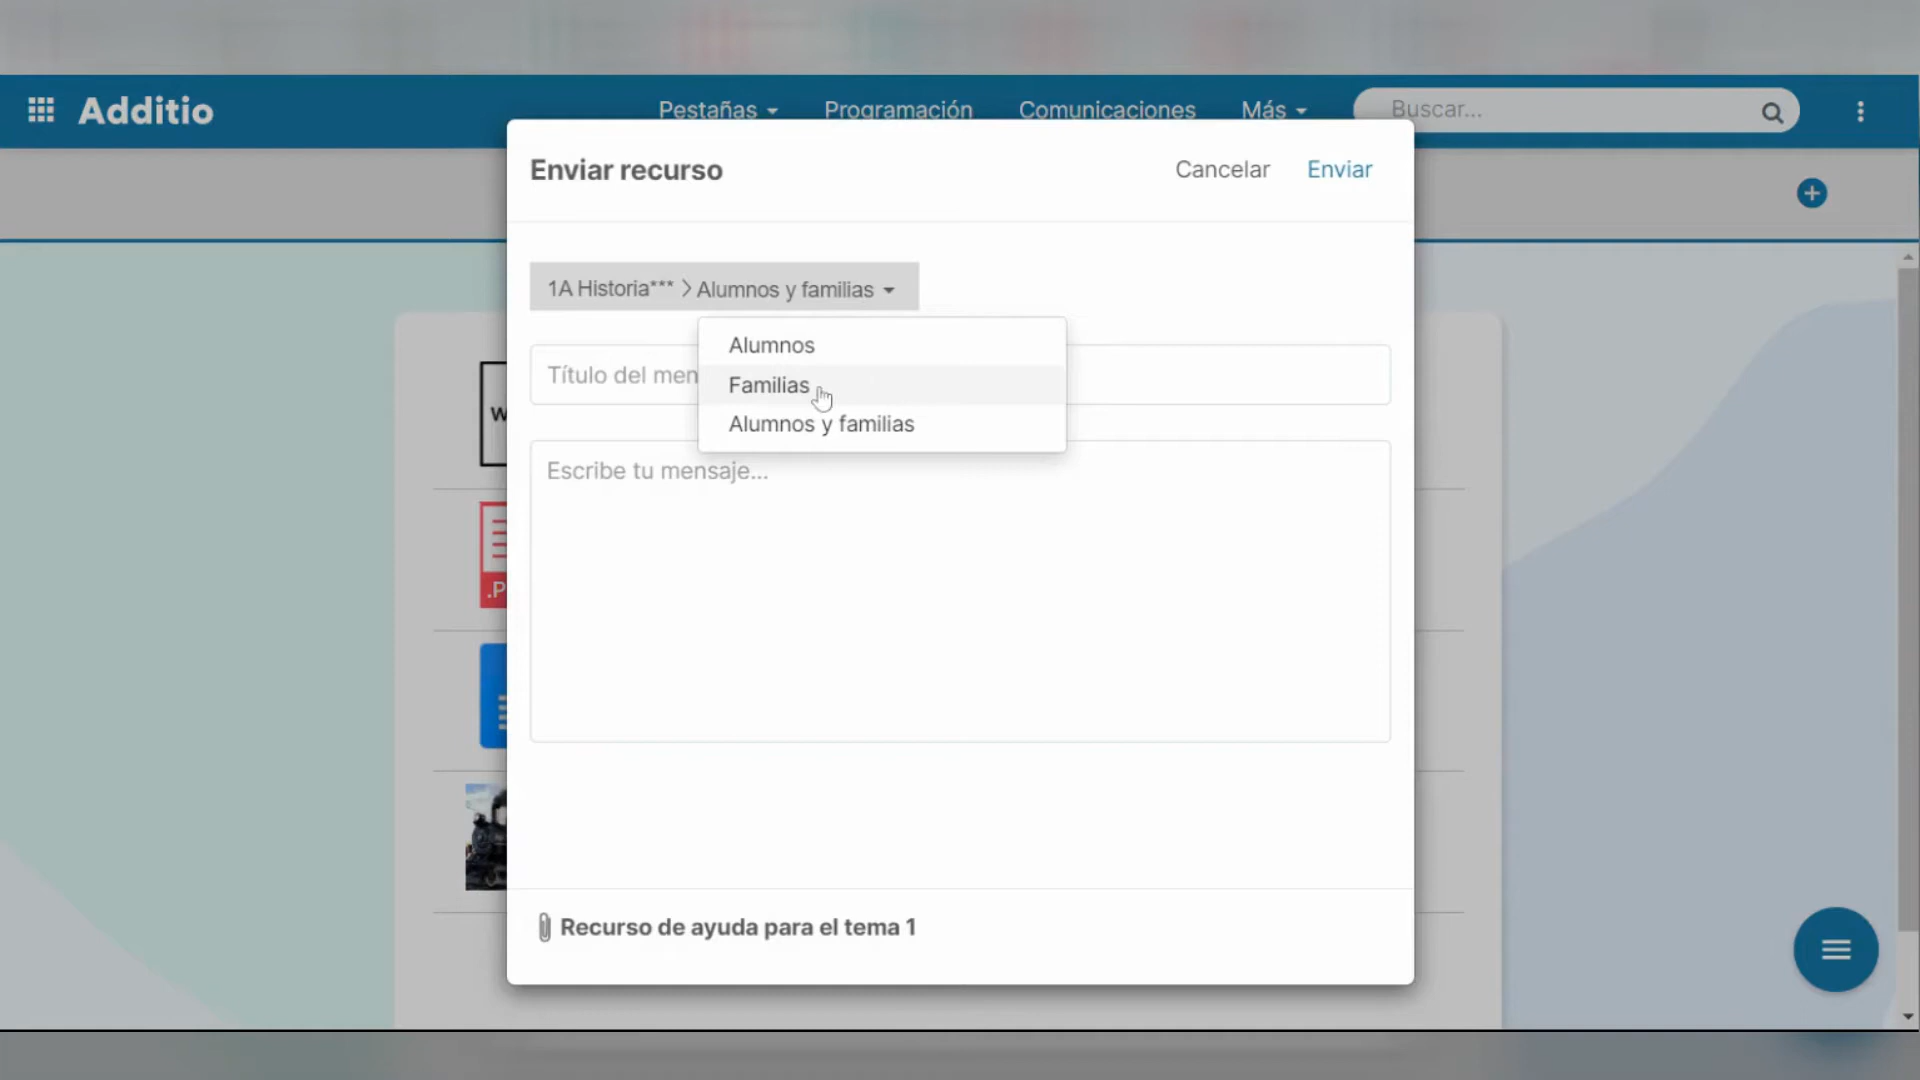 Additio
Pestañas
Programación
Comunicaciones
Más
Buscar...
Enviar recurso
Cancelar
Enviar
1A Historia*** > Alumnos y familias
Alumnos
Título del men
Familias
Alumnos y familias
Escribe tu mensaje...
W
.P
Recurso de ayuda para el tema 1